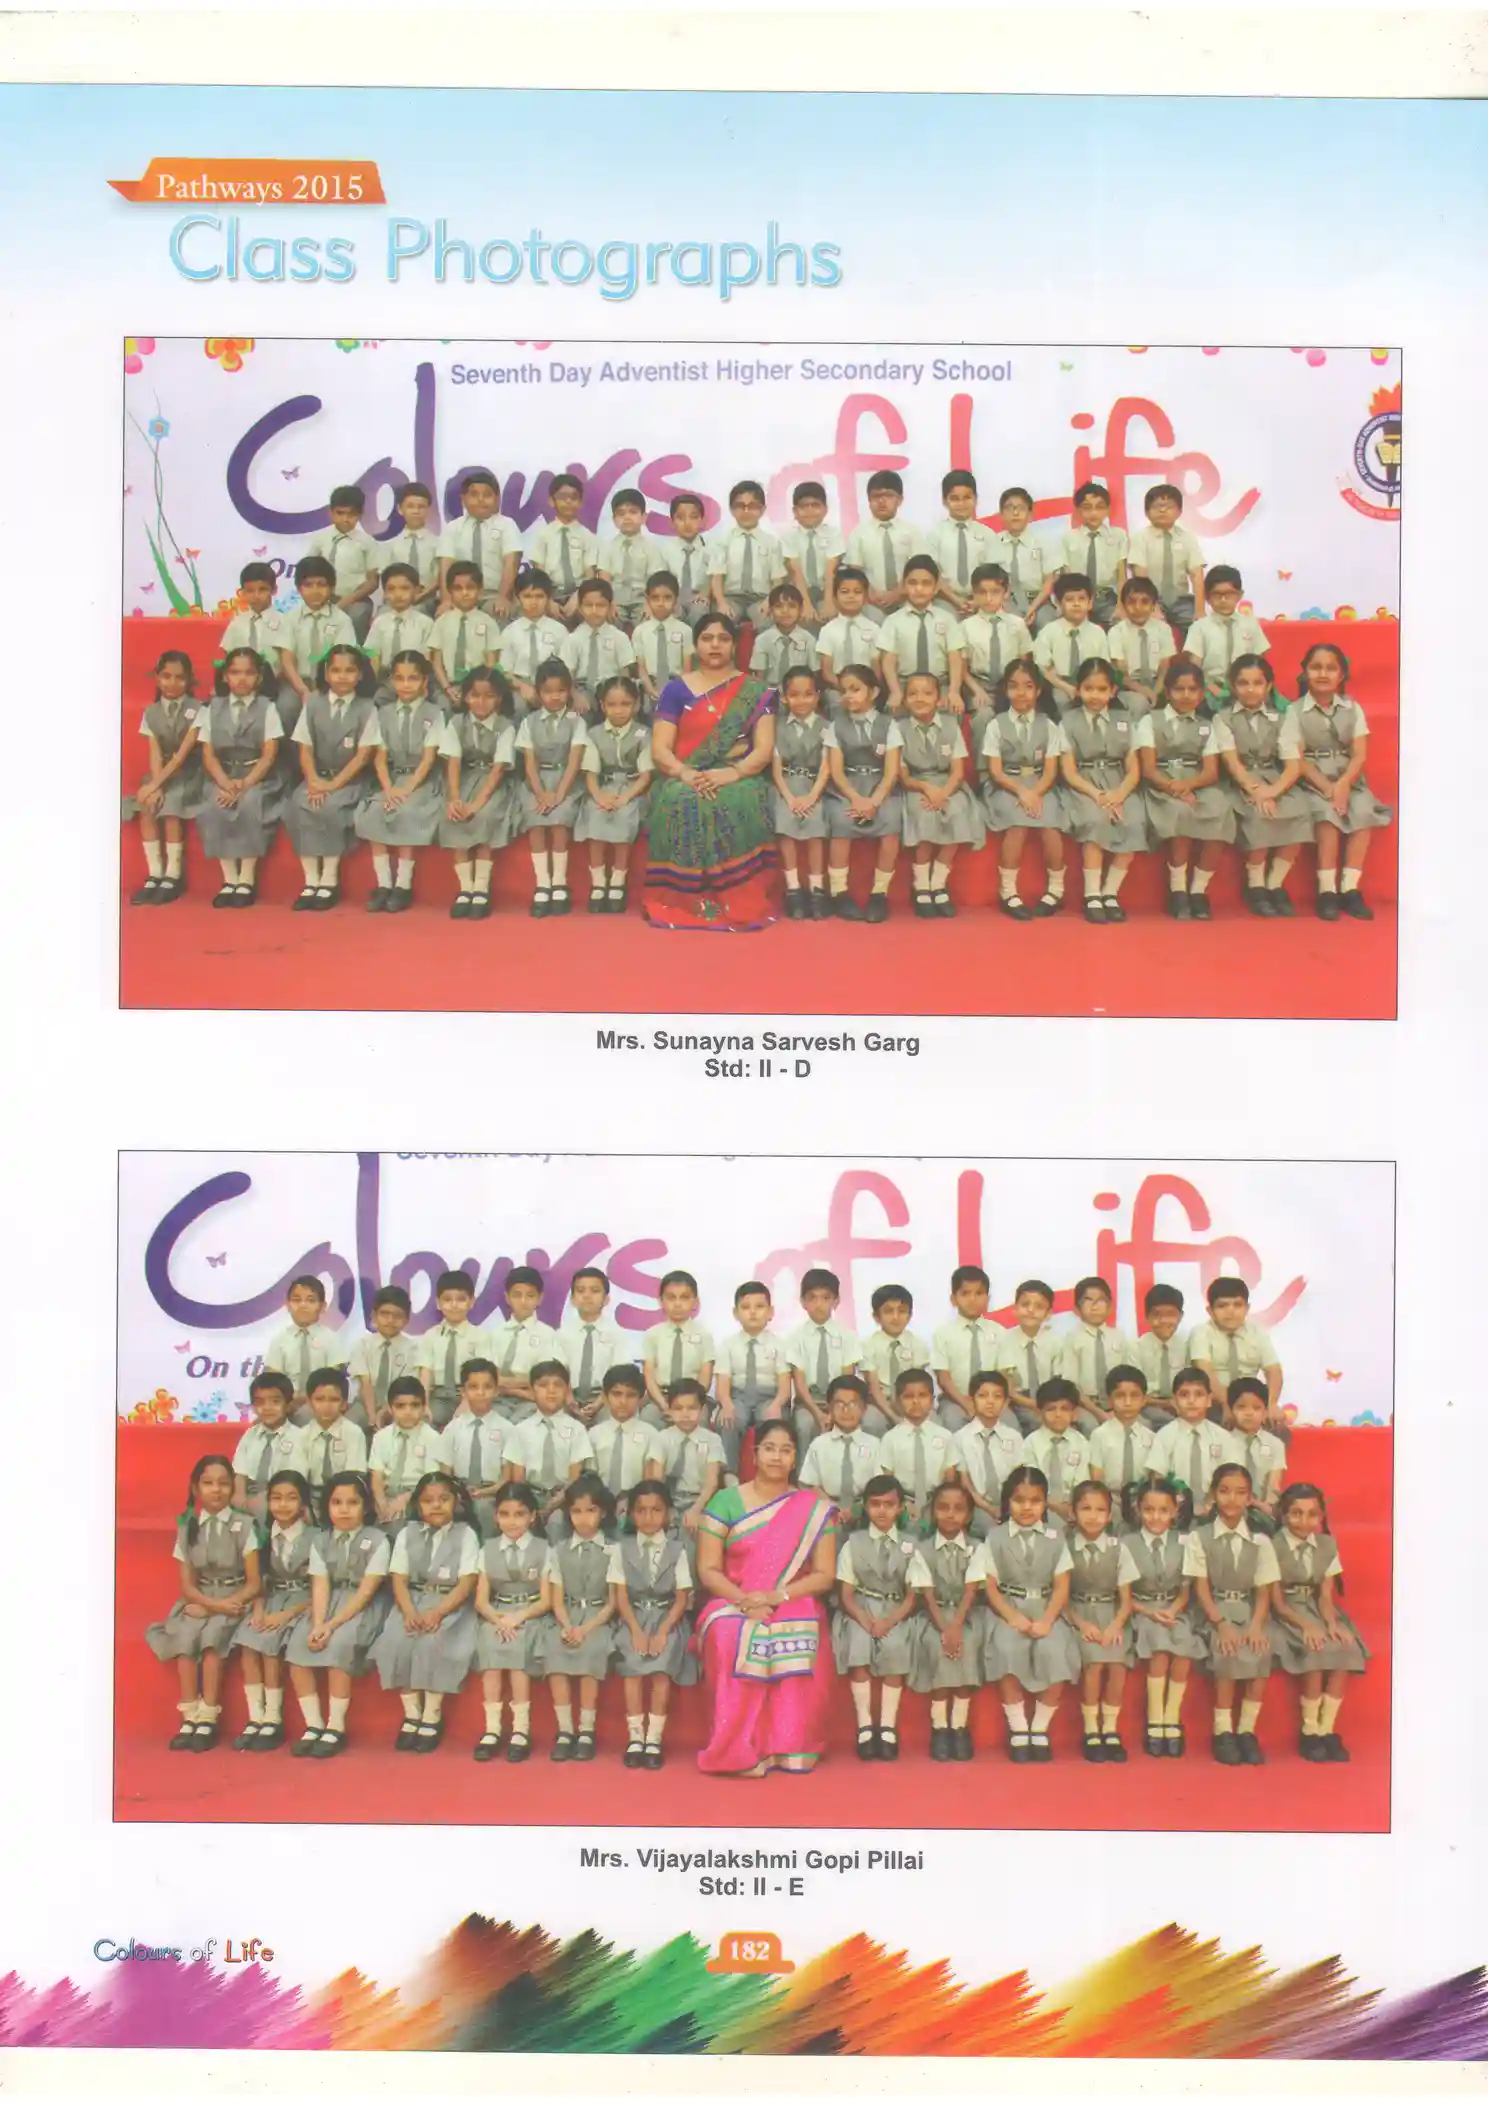 Pathways 2015
Class Photographs
Seventh Day Adventist Higher Secondary School
Colours of Life
On
Mrs. Sunayna Sarvesh Garg
Std: II - D
Colours of Life
On th
Mrs. Vijayalakshmi Gopi Pillai
Std: II - E
Colours of Life
182